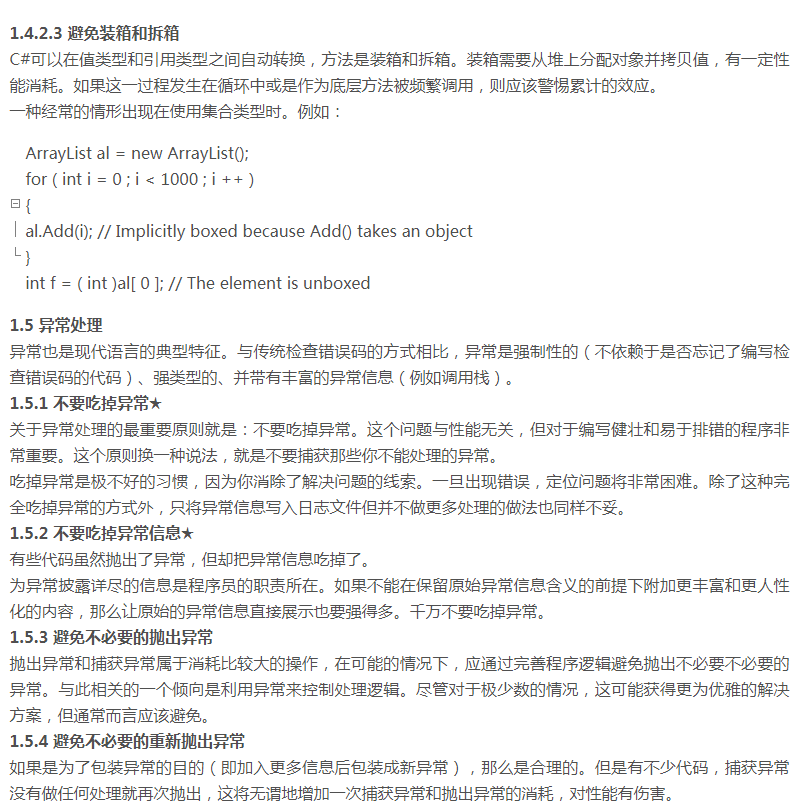 1.4.2.3 避免装箱和拆箱
C#可以在值类型和引用类型之间自动转换，方法是装箱和拆箱。装箱需要从堆上分配对象并拷贝值，有一定性
能消耗。如果这一过程发生在循环中或是作为底层方法被频繁调用，则应该警惕累计的效应。
一种经常的情形出现在使用集合类型时。例如：
ArrayList al = new ArrayList();
for ( int i = 0 ; i < 1000 ; i ++ )
{
al.Add(i); // Implicitly boxed because Add() takes an object
}
int f = ( int )al[ 0 ]; // The element is unboxed
1.5 异常处理
异常也是现代语言的典型特征。与传统检查错误码的方式相比，异常是强制性的（不依赖于是否忘记了编写检
查错误码的代码）、强类型的、并带有丰富的异常信息（例如调用栈）。
1.5.1 不要吃掉异常★
关于异常处理的最重要原则就是：不要吃掉异常。这个问题与性能无关，但对于编写健壮和易于排错的程序非
常重要。这个原则换一种说法，就是不要捕获那些你不能处理的异常。
吃掉异常是极不好的习惯，因为你消除了解决问题的线索。一旦出现错误，定位问题将非常困难。除了这种完
全吃掉异常的方式外，只将异常信息写入日志文件但并不做更多处理的做法也同样不妥。
1.5.2 不要吃掉异常信息★
有些代码虽然抛出了异常，但却把异常信息吃掉了。
为异常披露详尽的信息是程序员的职责所在。如果不能在保留原始异常信息含义的前提下附加更丰富和更人性
化的内容，那么让原始的异常信息直接展示也要强得多。千万不要吃掉异常。
1.5.3 避免不必要的抛出异常
抛出异常和捕获异常属于消耗比较大的操作，在可能的情况下，应通过完善程序逻辑避免抛出不必要不必要的
异常。与此相关的一个倾向是利用异常来控制处理逻辑。尽管对于极少数的情况，这可能获得更为优雅的解决
方案，但通常而言应该避免。
1.5.4 避免不必要的重新抛出异常
如果是为了包装异常的目的（即加入更多信息后包装成新异常），那么是合理的。但是有不少代码，捕获异常
没有做任何处理就再次抛出，这将无谓地增加一次捕获异常和抛出异常的消耗，对性能有伤害。